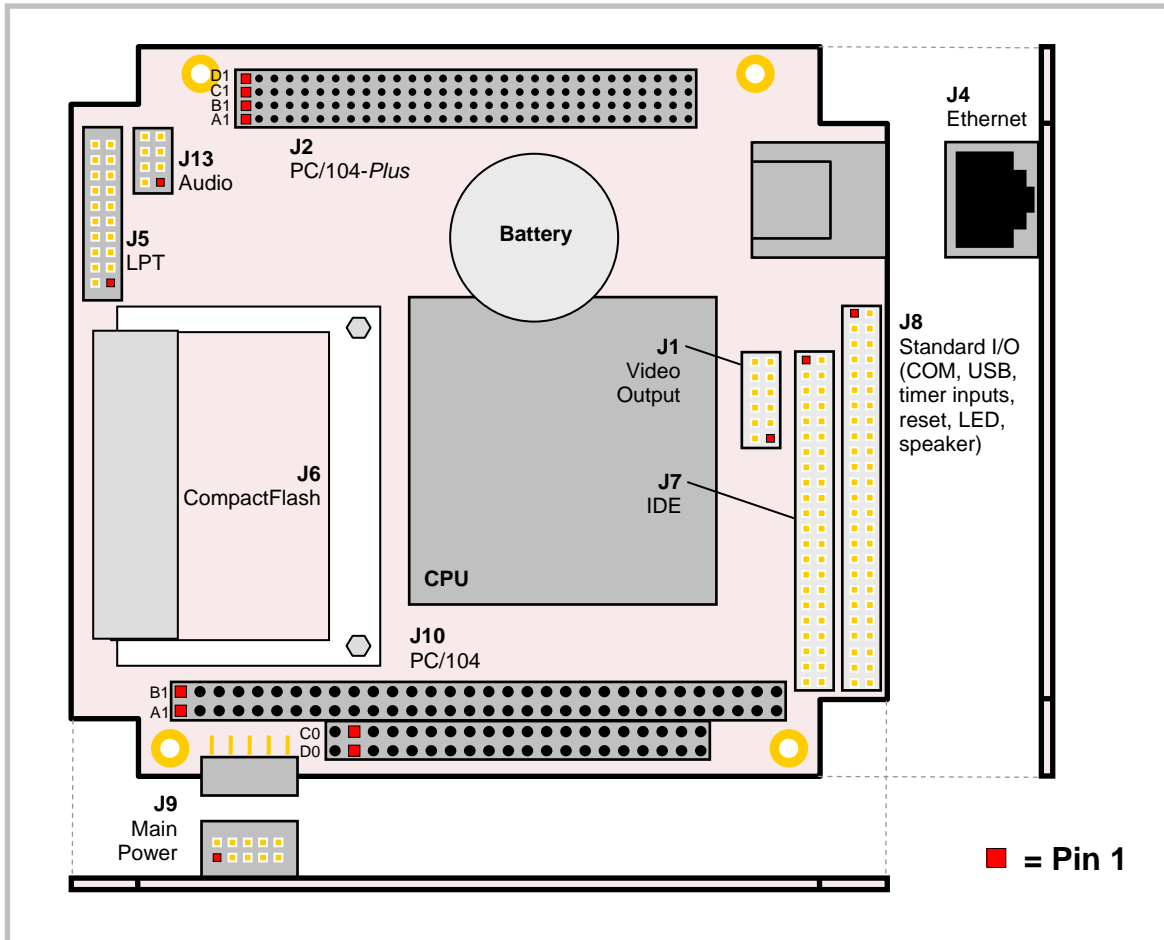 D1
C1
B1
A1
J2
PC/104-Plus
J13
Audio
J5
LPT
J4
Ethernet
Battery
J8
Standard I/O
(COM, USB,
timer inputs,
reset, LED,
speaker)
J1
Video
Output
J7
IDE
J6
CompactFlash
CPU
J10
PC/104
B1
A1
C0
D0
J9
Main
Power
= Pin 1